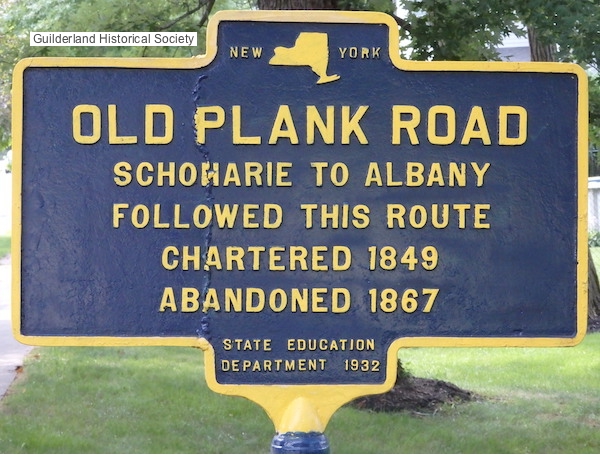 Guilderland Historical Society
NEW YORK
OLD PLANK ROAD
SCHOHARIE TO ALBANY
FOLLOWED THIS ROUTE
CHARTERED 1849
ABANDONED 1867
STATE EDUCATION
DEPARTMENT 1932